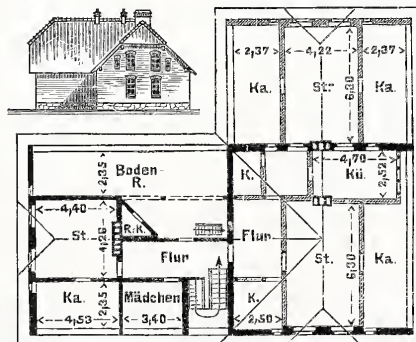 2,37 4,22 2,37
Ka. Str. Ka.
6,30
Boden-
R.
2,35
K.
4,70
Kü.
2,52
4,40
St.
4,26
R.-K.
Flur
Flur
St.
6,30
Ka.
Ka.
2,35
Mädchen
K.
4,53
3,40
2,50